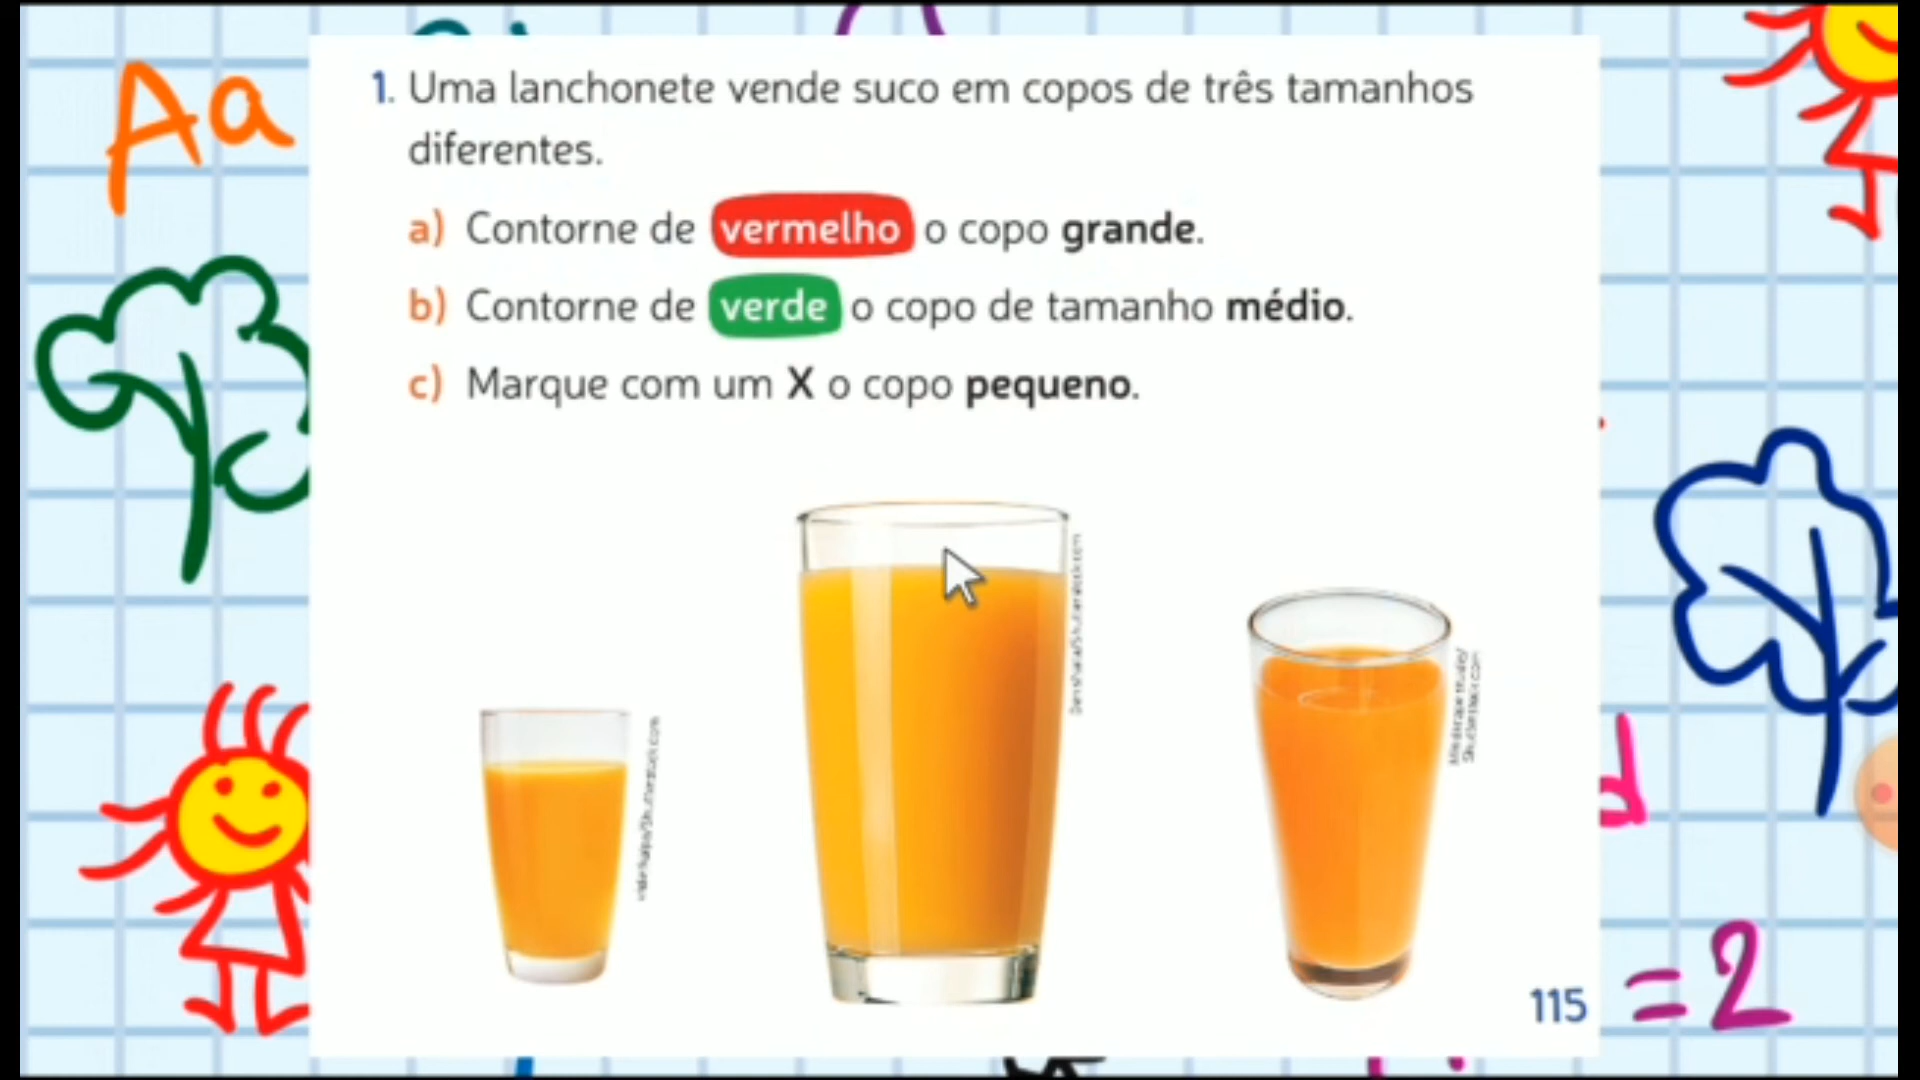 Aa
1. Uma lanchonete vende suco em copos de três tamanhos
diferentes.
a) Contorne de vermelho o copo grande.
b) Contorne de verde o copo de tamanho médio.
c) Marque com um X o copo pequeno.
115
=2